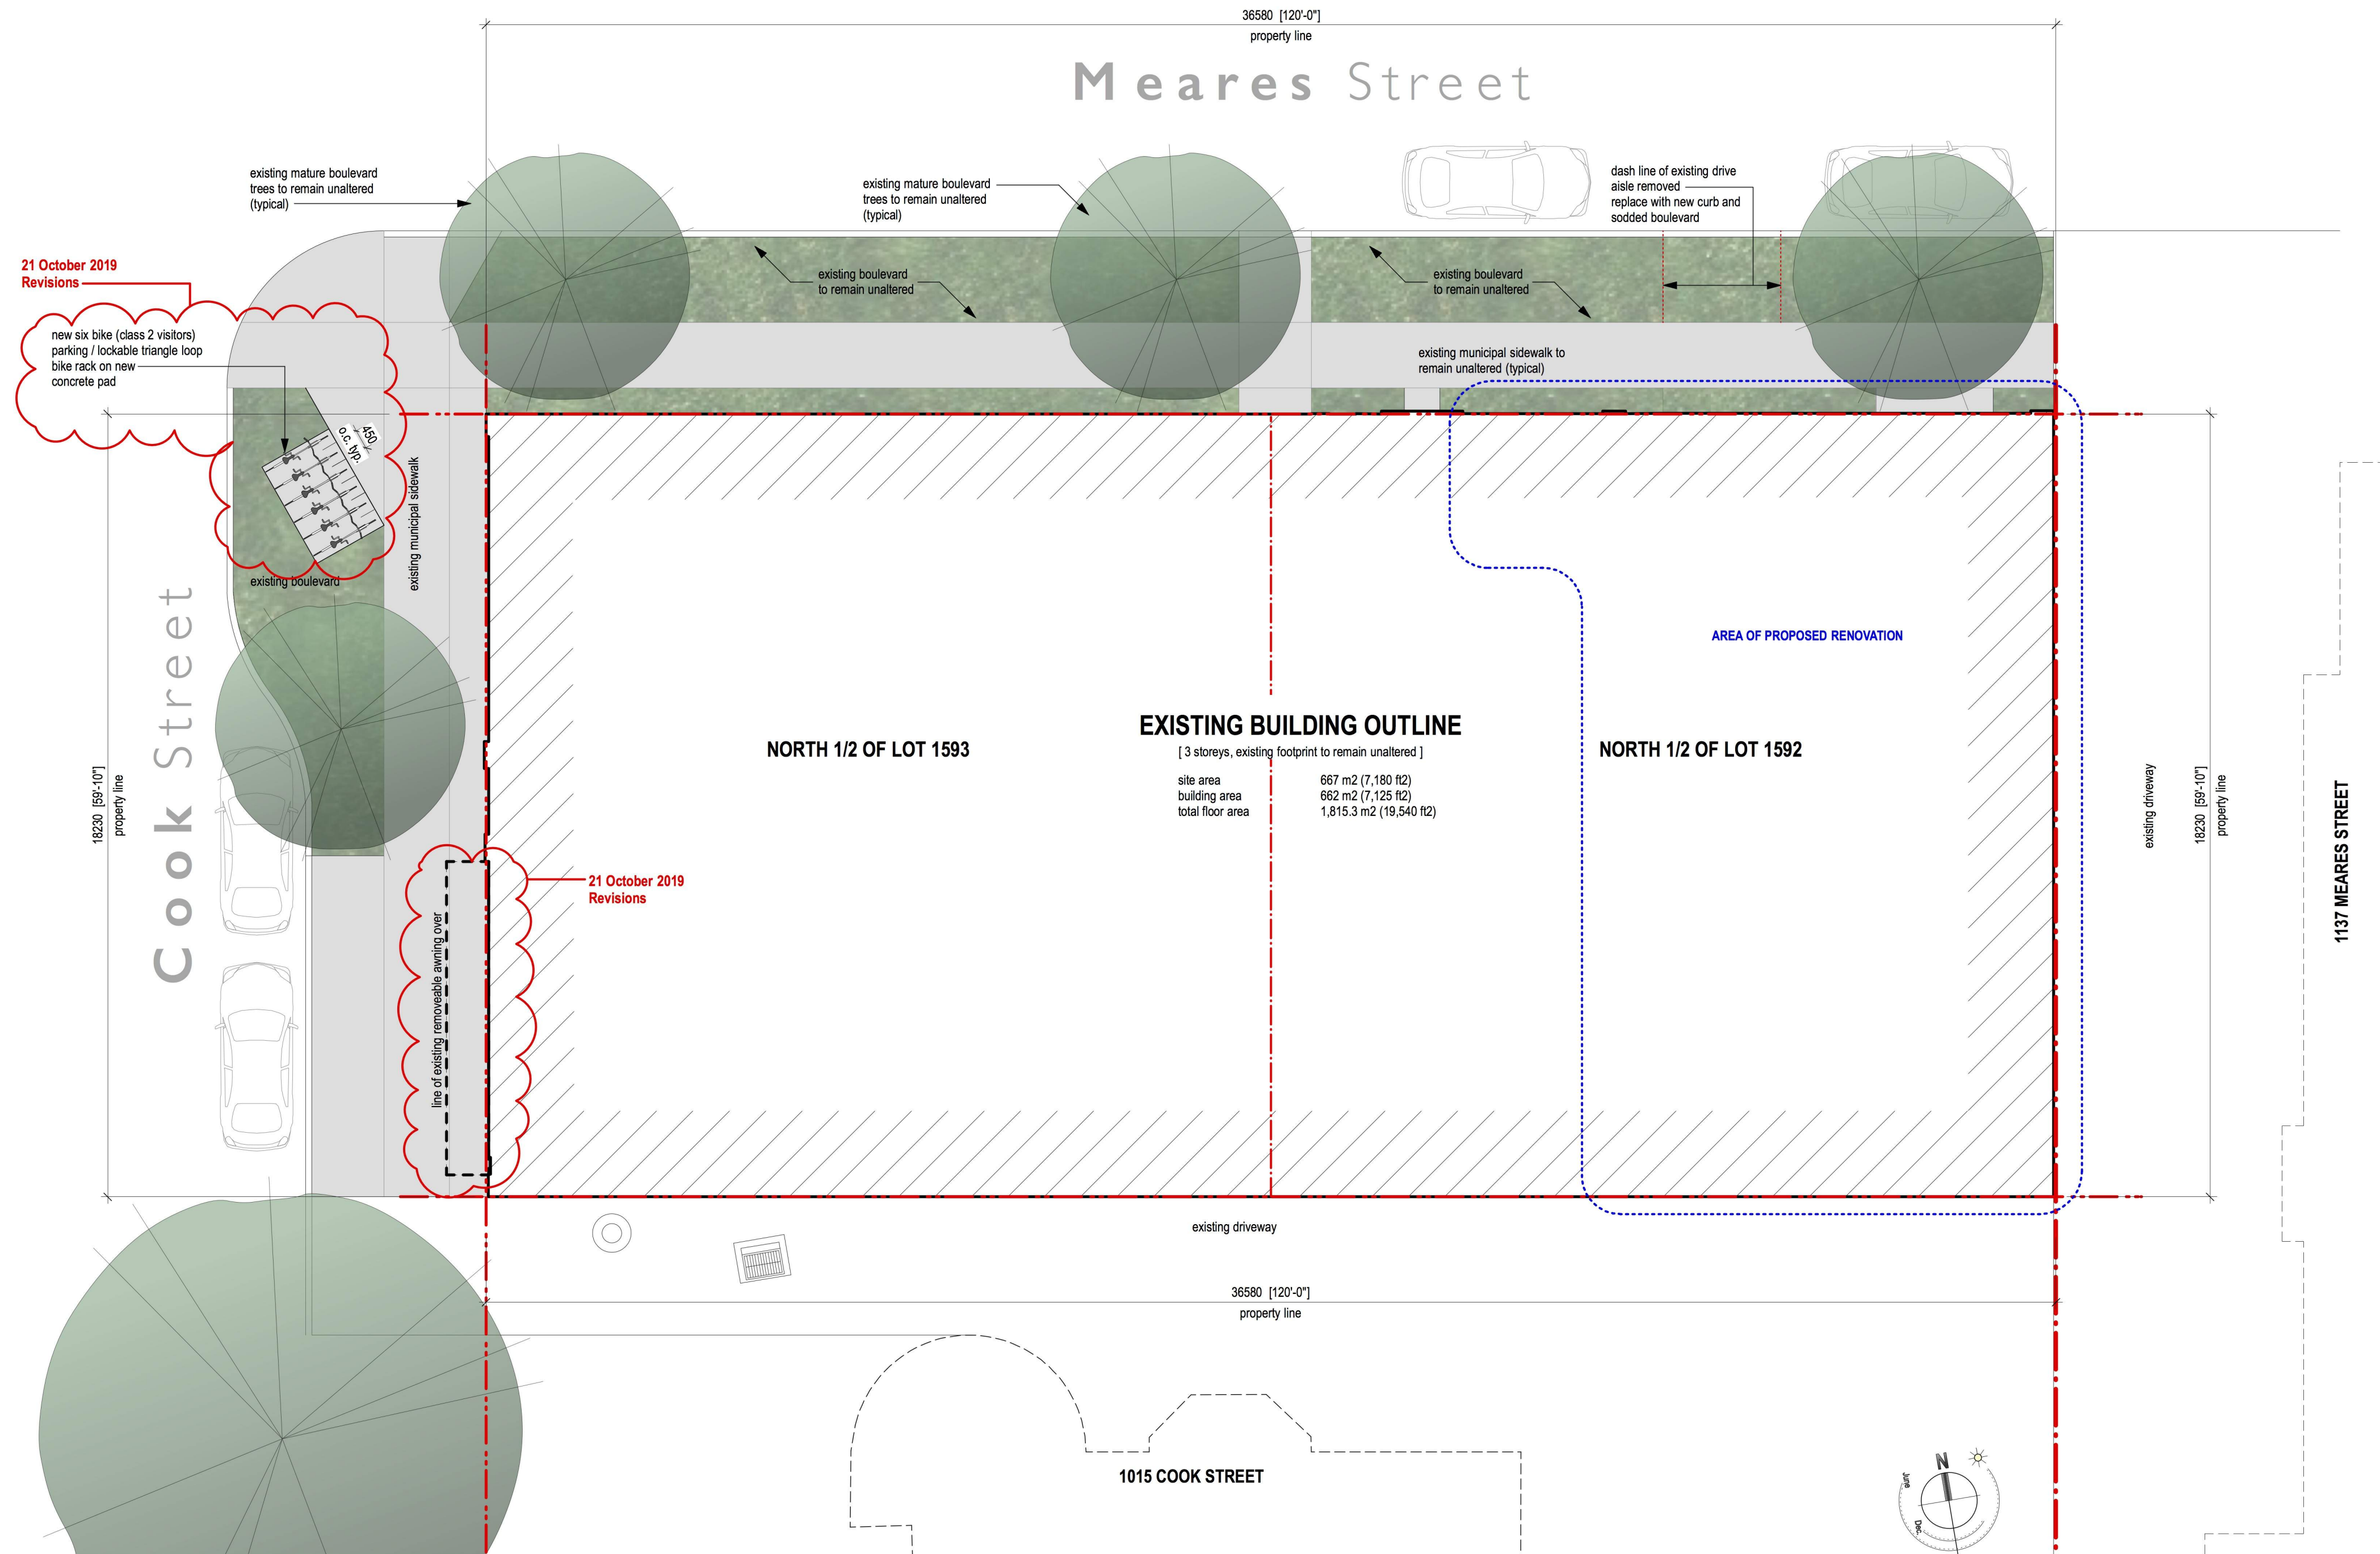 36580 [120'-0"]
property line
Meares Street
existing mature boulevard
trees to remain unaltered
(typical)
existing mature boulevard
trees to remain unaltered
(typical)
dash line of existing drive
aisle removed
replace with new curb and
sodded boulevard
21 October 2019
Revisions
existing boulevard
to remain unaltered
existing boulevard
to remain unaltered
new six bike (class 2 visitors)
parking / lockable triangle loop
bike rack on new
concrete pad
existing municipal sidewalk to
remain unaltered (typical)
450
o.c. typ.
existing municipal sidewalk
existing boulevard
Cook Street
18230 [59'-10"]
property line
AREA OF PROPOSED RENOVATION
EXISTING BUILDING OUTLINE
[ 3 storeys, existing footprint to remain unaltered ]
NORTH 1/2 OF LOT 1593
NORTH 1/2 OF LOT 1592
site area 667 m2 (7,180 ft2)
building area 662 m2 (7,125 ft2)
total floor area 1,815.3 m2 (19,540 ft2)
existing driveway
18230 [59'-10"]
property line
1137 MEARES STREET
21 October 2019
Revisions
line of existing removeable awning over
existing driveway
36580 [120'-0"]
property line
1015 COOK STREET
N
June
Dec.